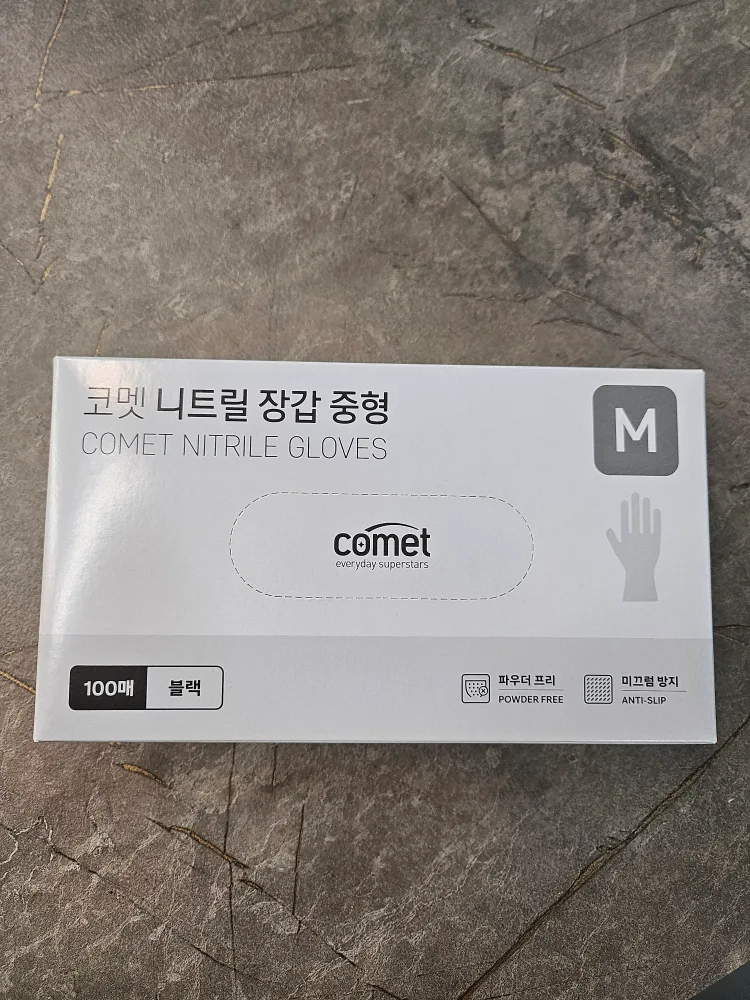 코멧 니트릴 장갑 중형
COMET NITRILE GLOVES
M
comet
everyday superstars
100매 블랙
파우더 프리
POWDER FREE
미끄럼 방지
ANTI-SLIP